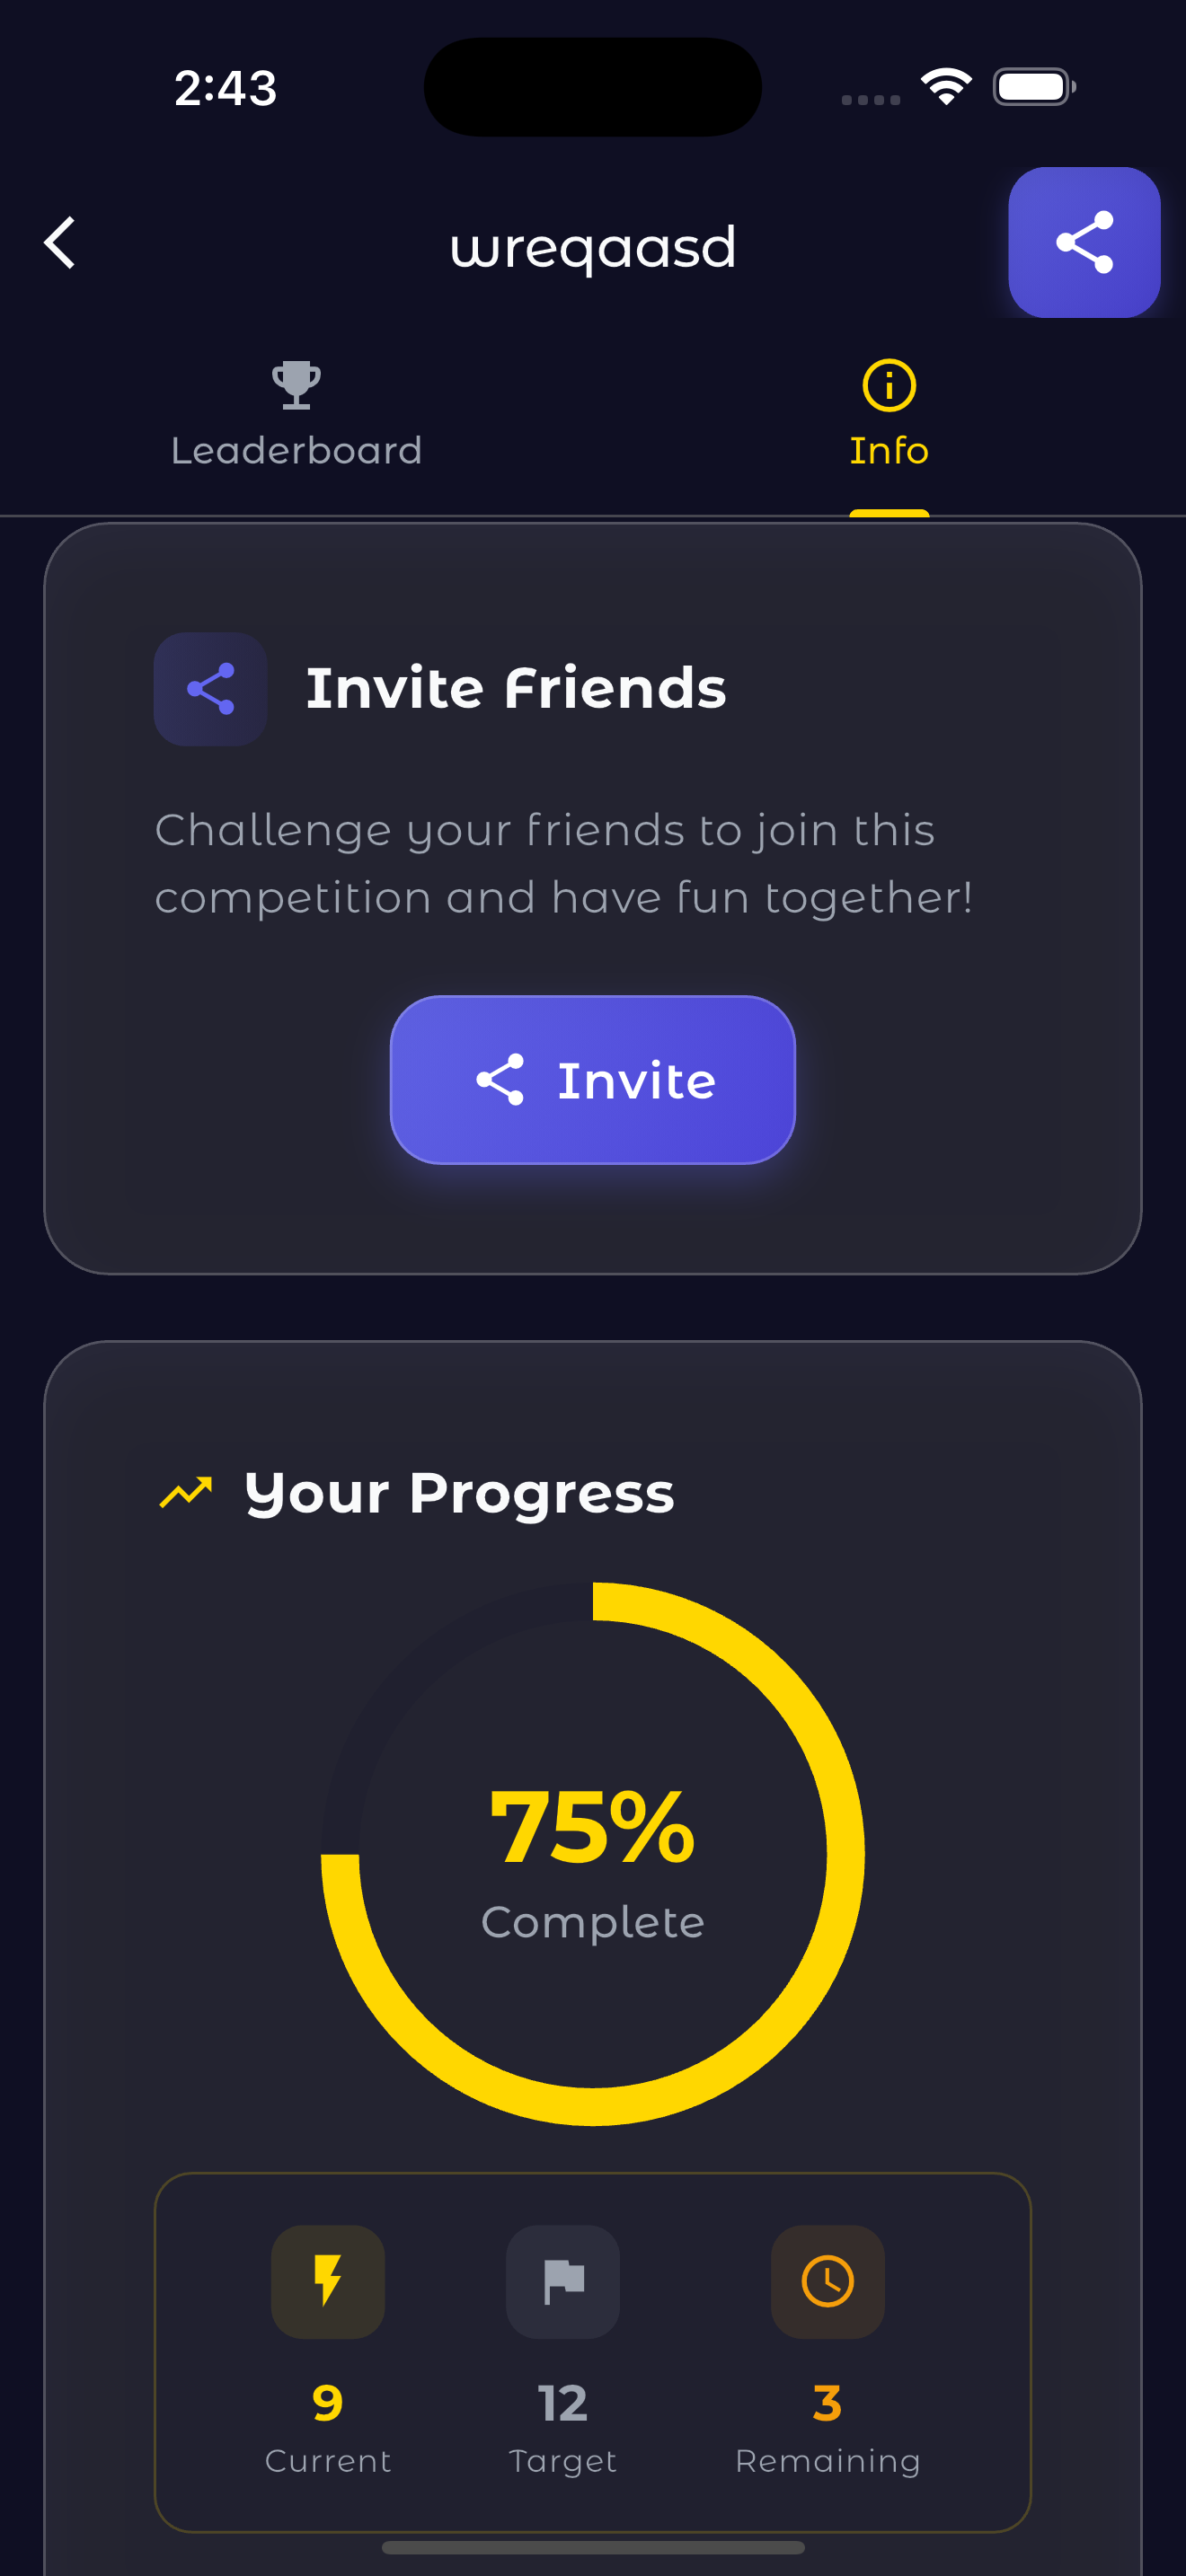 2:43
wreqaasd
Leaderboard
Info
Invite Friends
Challenge your friends to join this
competition and have fun together!
Invite
Your Progress
75%
Complete
9
12
3
Current
Target
Remaining